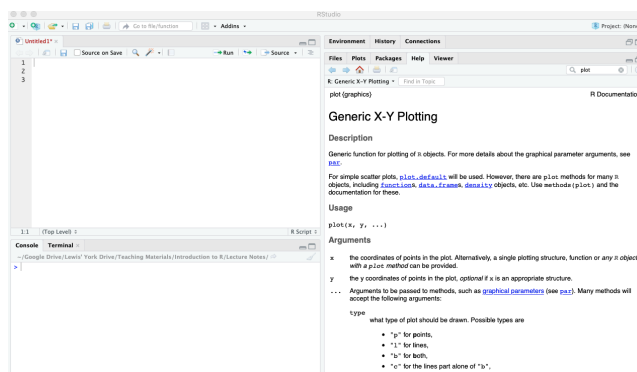 RStudio
Go to file/function
Addins
Project: (None
Untitled1*
Source on Save
Run
Source
1
2
3
1:1
(Top Level)
R Script
Console
Terminal
~/Google Drive/Lewis' York Drive/Teaching Materials/Introduction to R/Lecture Notes/
>
Environment
History
Connections
Files
Plots
Packages
Help
Viewer
plot
R: Generic X-Y Plotting
Find in Topic
plot {graphics}
R Documentatio
Generic X-Y Plotting
Description
Generic function for plotting of R objects. For more details about the graphical parameter arguments, see
par.
For simple scatter plots, plot.default will be used. However, there are plot methods for many R
objects, including functions, data.frames, density objects, etc. Use methods(plot) and the
documentation for these.
Usage
plot(x, y, ...)
Arguments
x the coordinates of points in the plot. Alternatively, a single plotting structure, function or any R object
with a plot method can be provided.
y the y coordinates of points in the plot, optional if x is an appropriate structure.
... Arguments to be passed to methods, such as graphical parameters (see par). Many methods will
accept the following arguments:
type
what type of plot should be drawn. Possible types are
• "p" for points,
• "l" for lines,
• "b" for both,
• "c" for the lines part alone of "b",